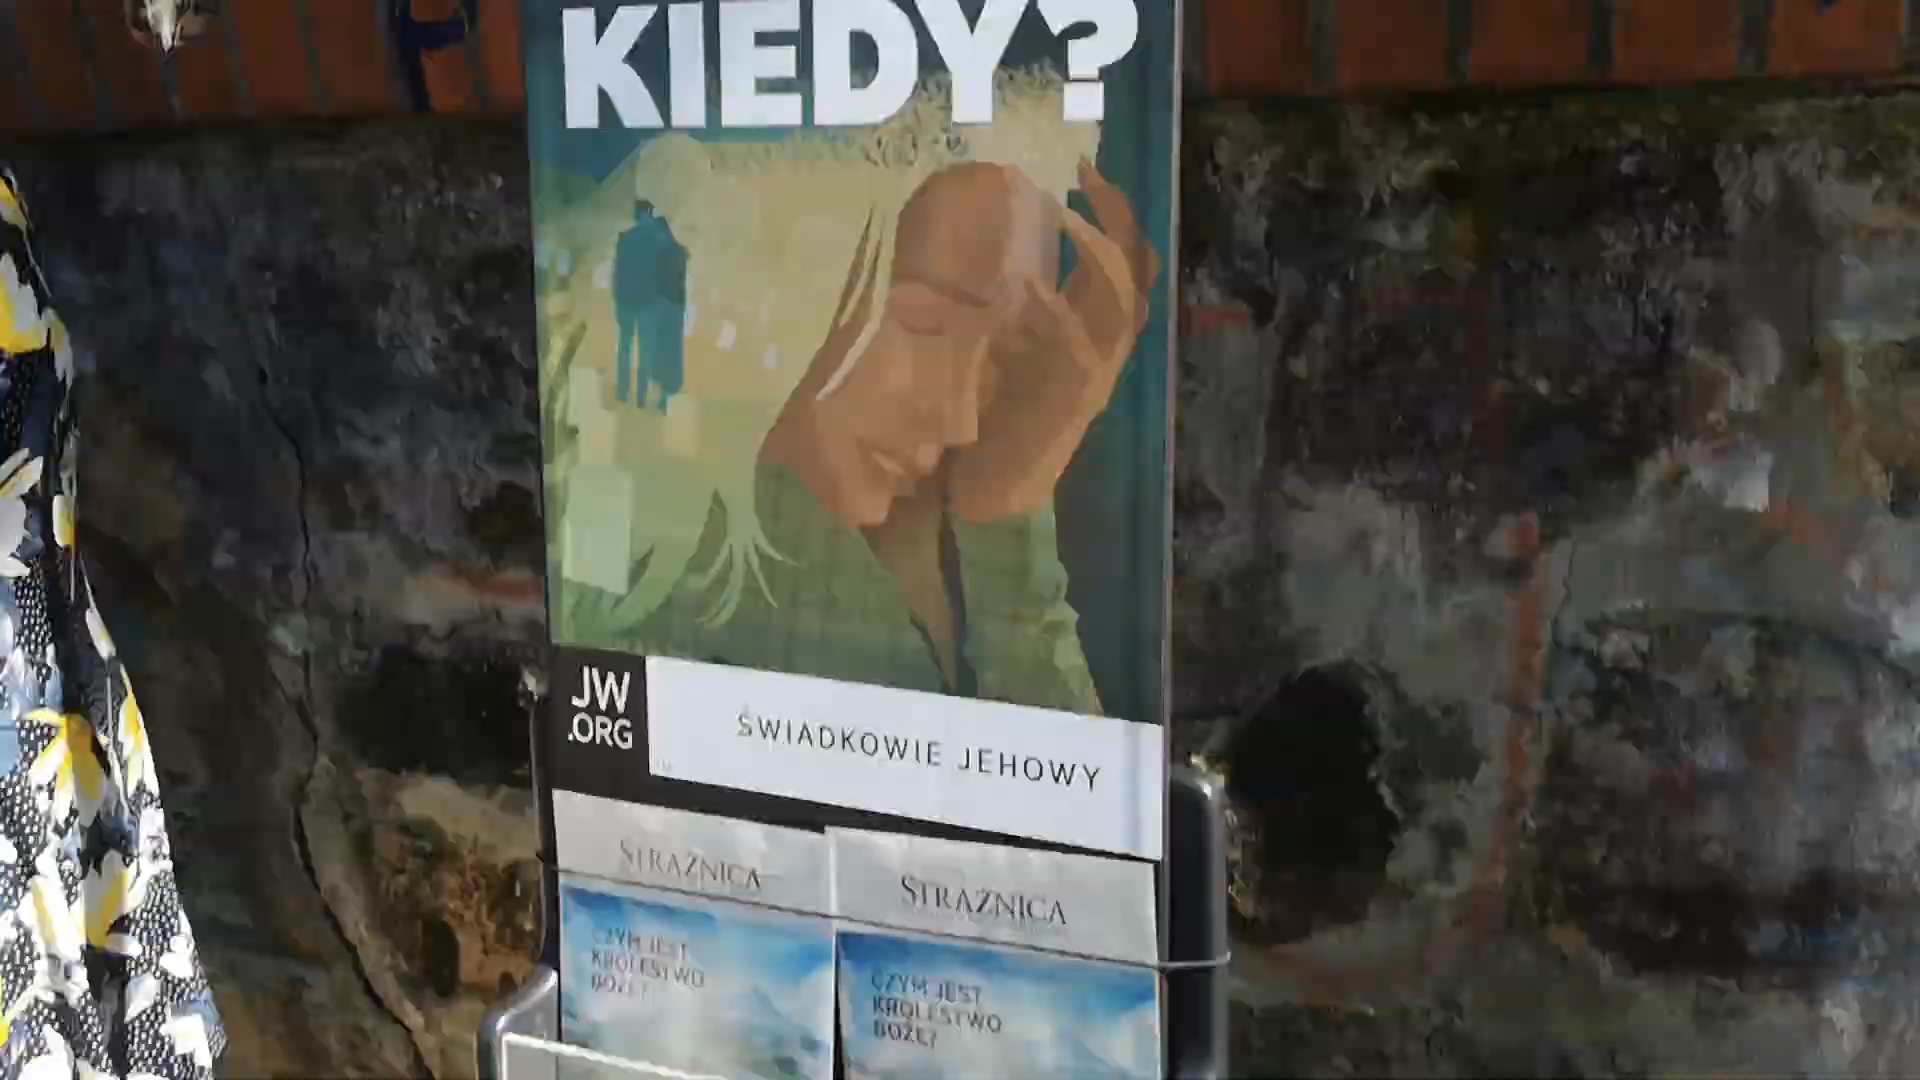 KIEDY?
JW
.ORG
ŚWIADKOWIE JEHOWY
STRAŻNICA
STRAŻNICA
CZYM JEST
KRÓLESTWO
BOŻE?
CZYM JEST
KRÓLESTWO
BOŻE?